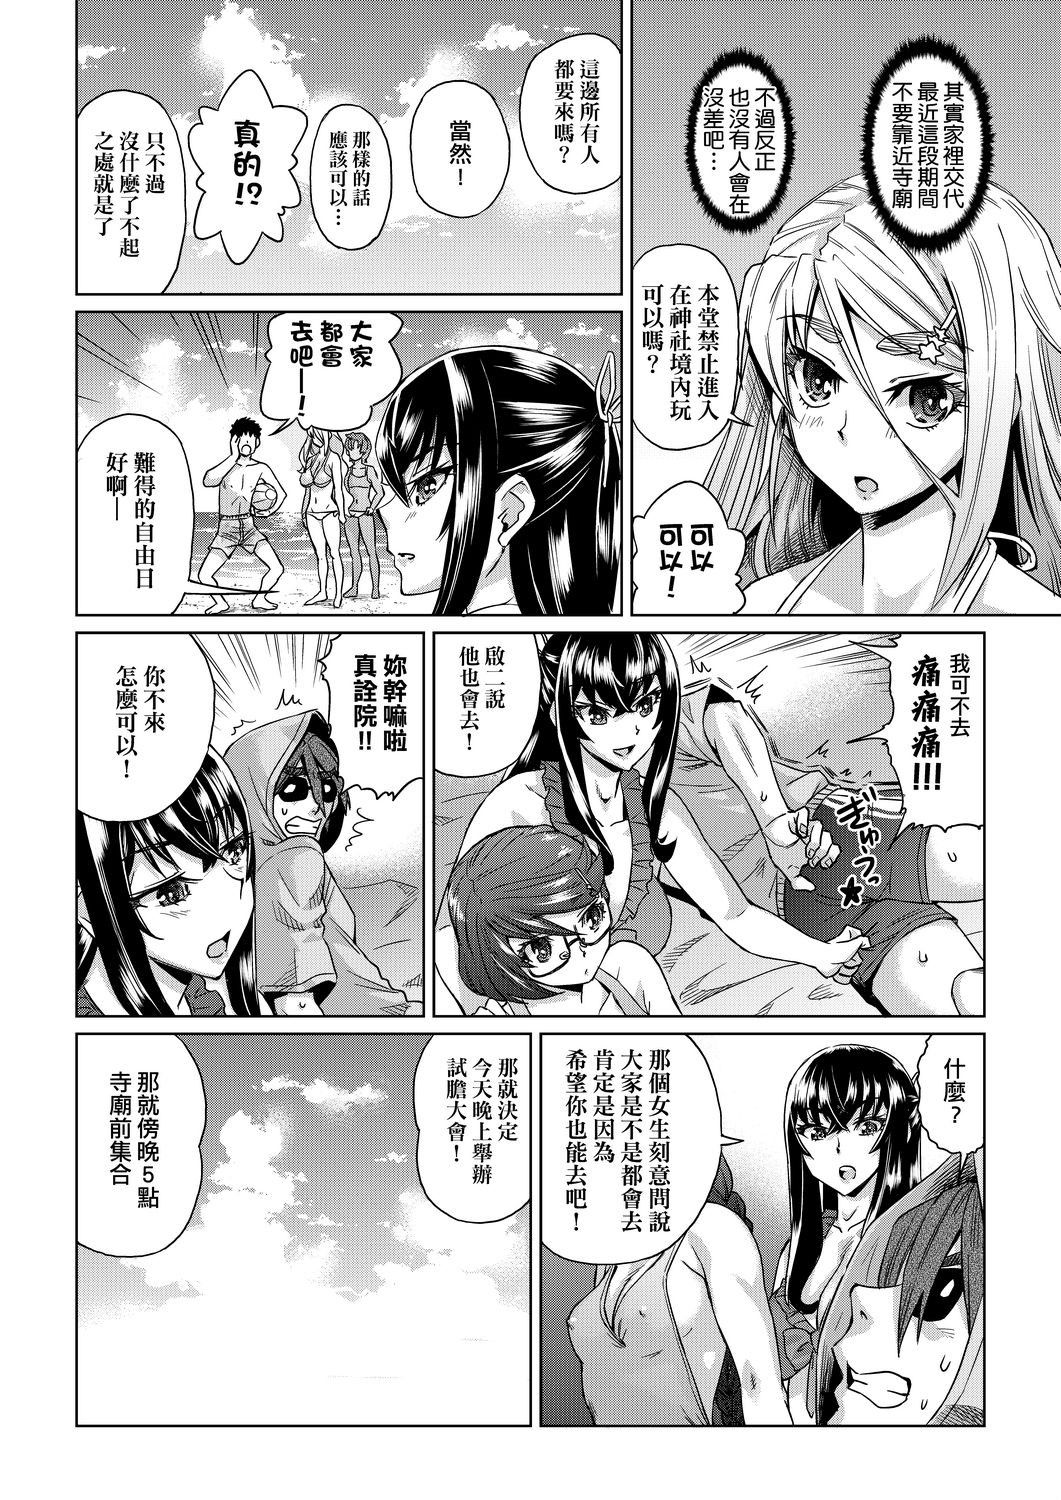 其實家裡交代
最近這段期間
不要靠近寺廟
不過反正
也沒有人會在
沒差吧…
本堂禁止進入
在神社境內玩
可以嗎？
可以
可以！
這邊所有人
都要來嗎？
當然！
那樣的話
應該可以…
真的!?
只不過
沒什麼了不起
之處就是了
大家
都會
去吧—！
難得的自由日
好啊—
我可不去
痛痛痛!!!
ぎゅうっ
啟二說
他也會去！
妳幹嘛啦
真詮院!!
你不來
怎麼可以！
什麼？
那個女生刻意問說
大家是不是都會去
肯定是因為
希望你也能去吧！
那就決定
今天晚上舉辦
試膽大會！
那就傍晚5點
寺廟前集合